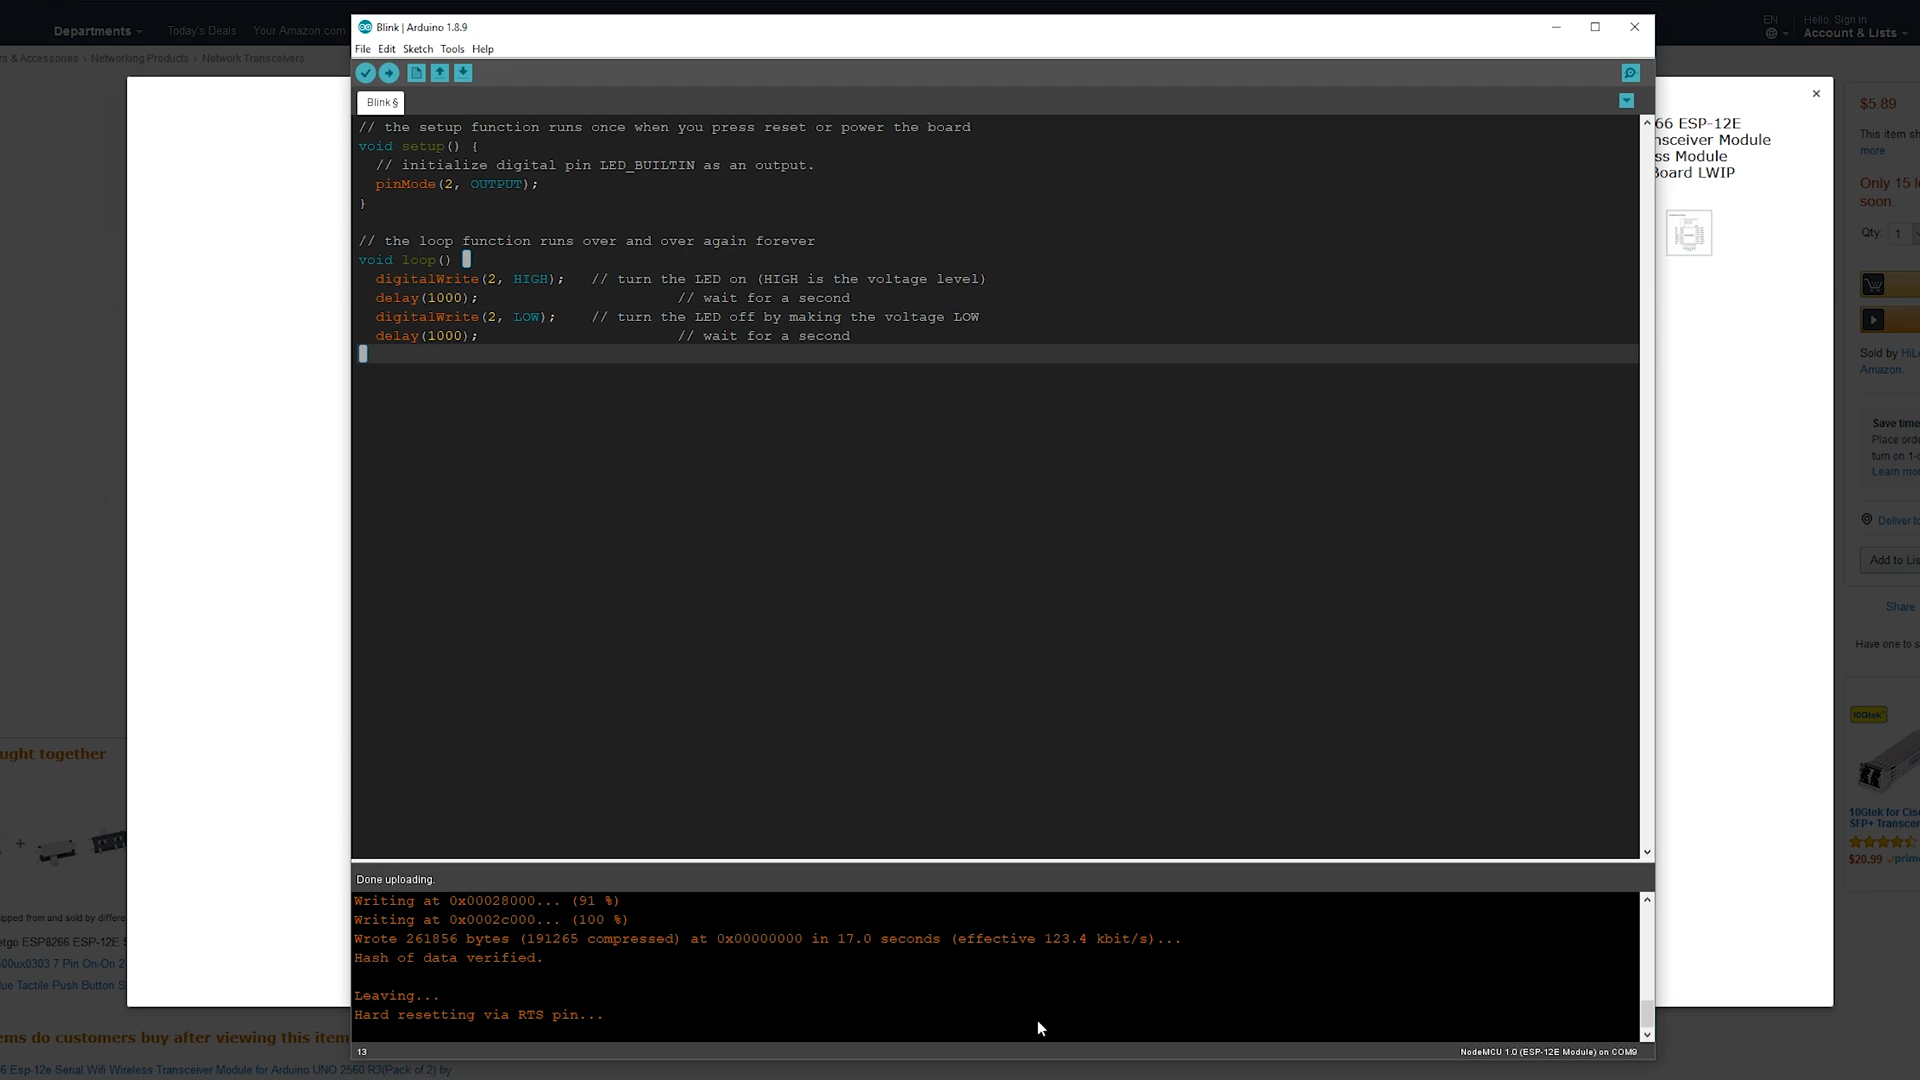 Departments
Today's Deals
Your Amazon.com
EN
Hello, Sign in
Account & Lists
rs & Accessories › Networking Products › Network Transceivers
Blink | Arduino 1.8.9
File Edit Sketch Tools Help
Blink §
// the setup function runs once when you press reset or power the board
void setup() {
// initialize digital pin LED_BUILTIN as an output.
pinMode(2, OUTPUT);
}
// the loop function runs over and over again forever
void loop()
digitalWrite(2, HIGH);   // turn the LED on (HIGH is the voltage level)
delay(1000);                       // wait for a second
digitalWrite(2, LOW);    // turn the LED off by making the voltage LOW
delay(1000);                       // wait for a second
Done uploading.
Writing at 0x00028000... (91 %)
Writing at 0x0002c000... (100 %)
Wrote 261856 bytes (191265 compressed) at 0x00000000 in 17.0 seconds (effective 123.4 kbit/s)...
Hash of data verified.
Leaving...
Hard resetting via RTS pin...
13
NodeMCU 1.0 (ESP-12E Module) on COM9
66 ESP-12E
nsceiver Module
ss Module
Board LWIP
$5.89
This item sh
more
Only 15 l
soon.
Qty: 1
Sold by HiL
Amazon.
Save time
Place orde
turn on 1-c
Learn mor
Deliver to
Add to Lis
Share
Have one to s
10Gtek
10Gtek for Cisc
SFP+ Transcei
$20.99 prime
ught together
+
ipped from and sold by differe
etgo ESP8266 ESP-12E S
00ux0303 7 Pin On-On 2
lue Tactile Push Button S
ems do customers buy after viewing this item
6 Esp-12e Serial Wifi Wireless Transceiver Module for Arduino UNO 2560 R3(Pack of 2) by